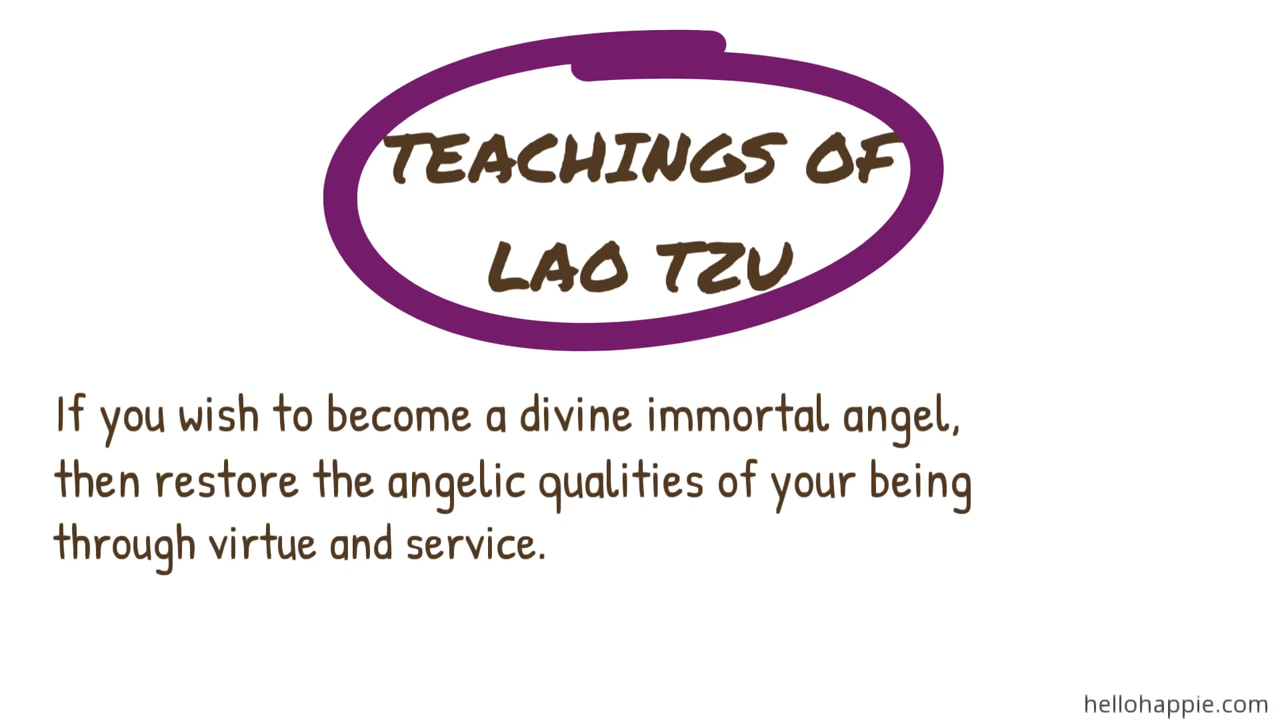 TEACHINGS OF
LAO TZU
If you wish to become a divine immortal angel,
then restore the angelic qualities of your being
through virtue and service.
hellohappie.com